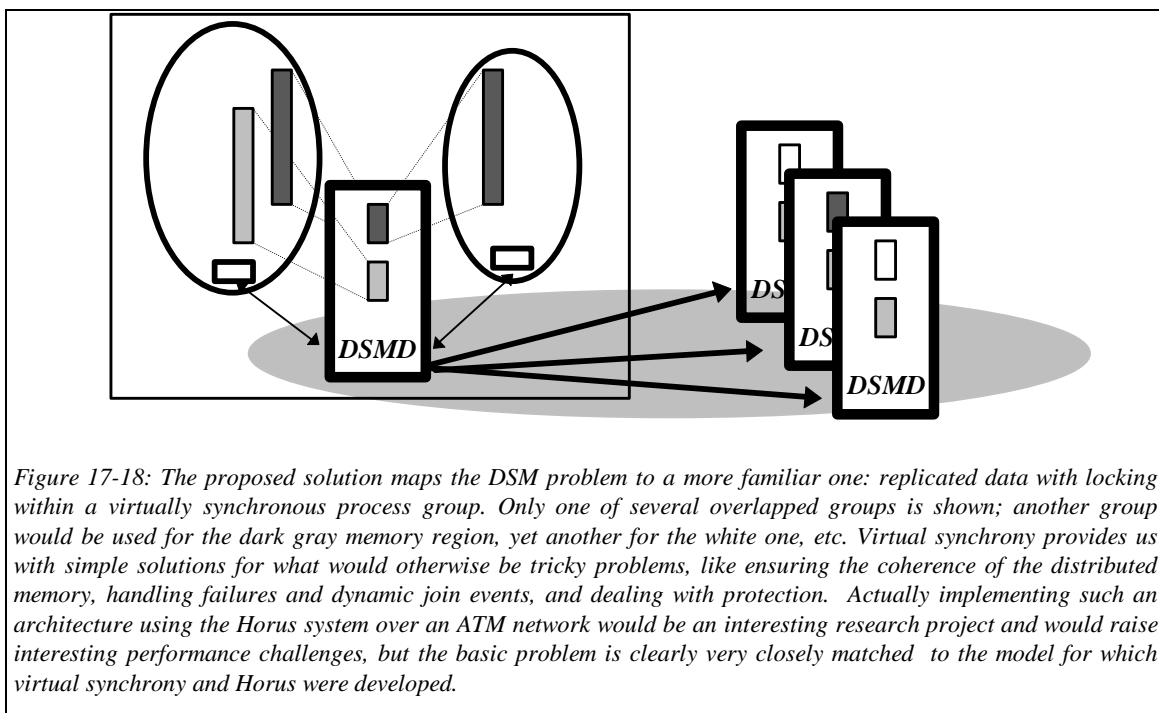 DSMD
DS
DS
DSMD
Figure 17-18: The proposed solution maps the DSM problem to a more familiar one: replicated data with locking
within a virtually synchronous process group. Only one of several overlapped groups is shown; another group
would be used for the dark gray memory region, yet another for the white one, etc. Virtual synchrony provides us
with simple solutions for what would otherwise be tricky problems, like ensuring the coherence of the distributed
memory, handling failures and dynamic join events, and dealing with protection. Actually implementing such an
architecture using the Horus system over an ATM network would be an interesting research project and would raise
interesting performance challenges, but the basic problem is clearly very closely matched to the model for which
virtual synchrony and Horus were developed.